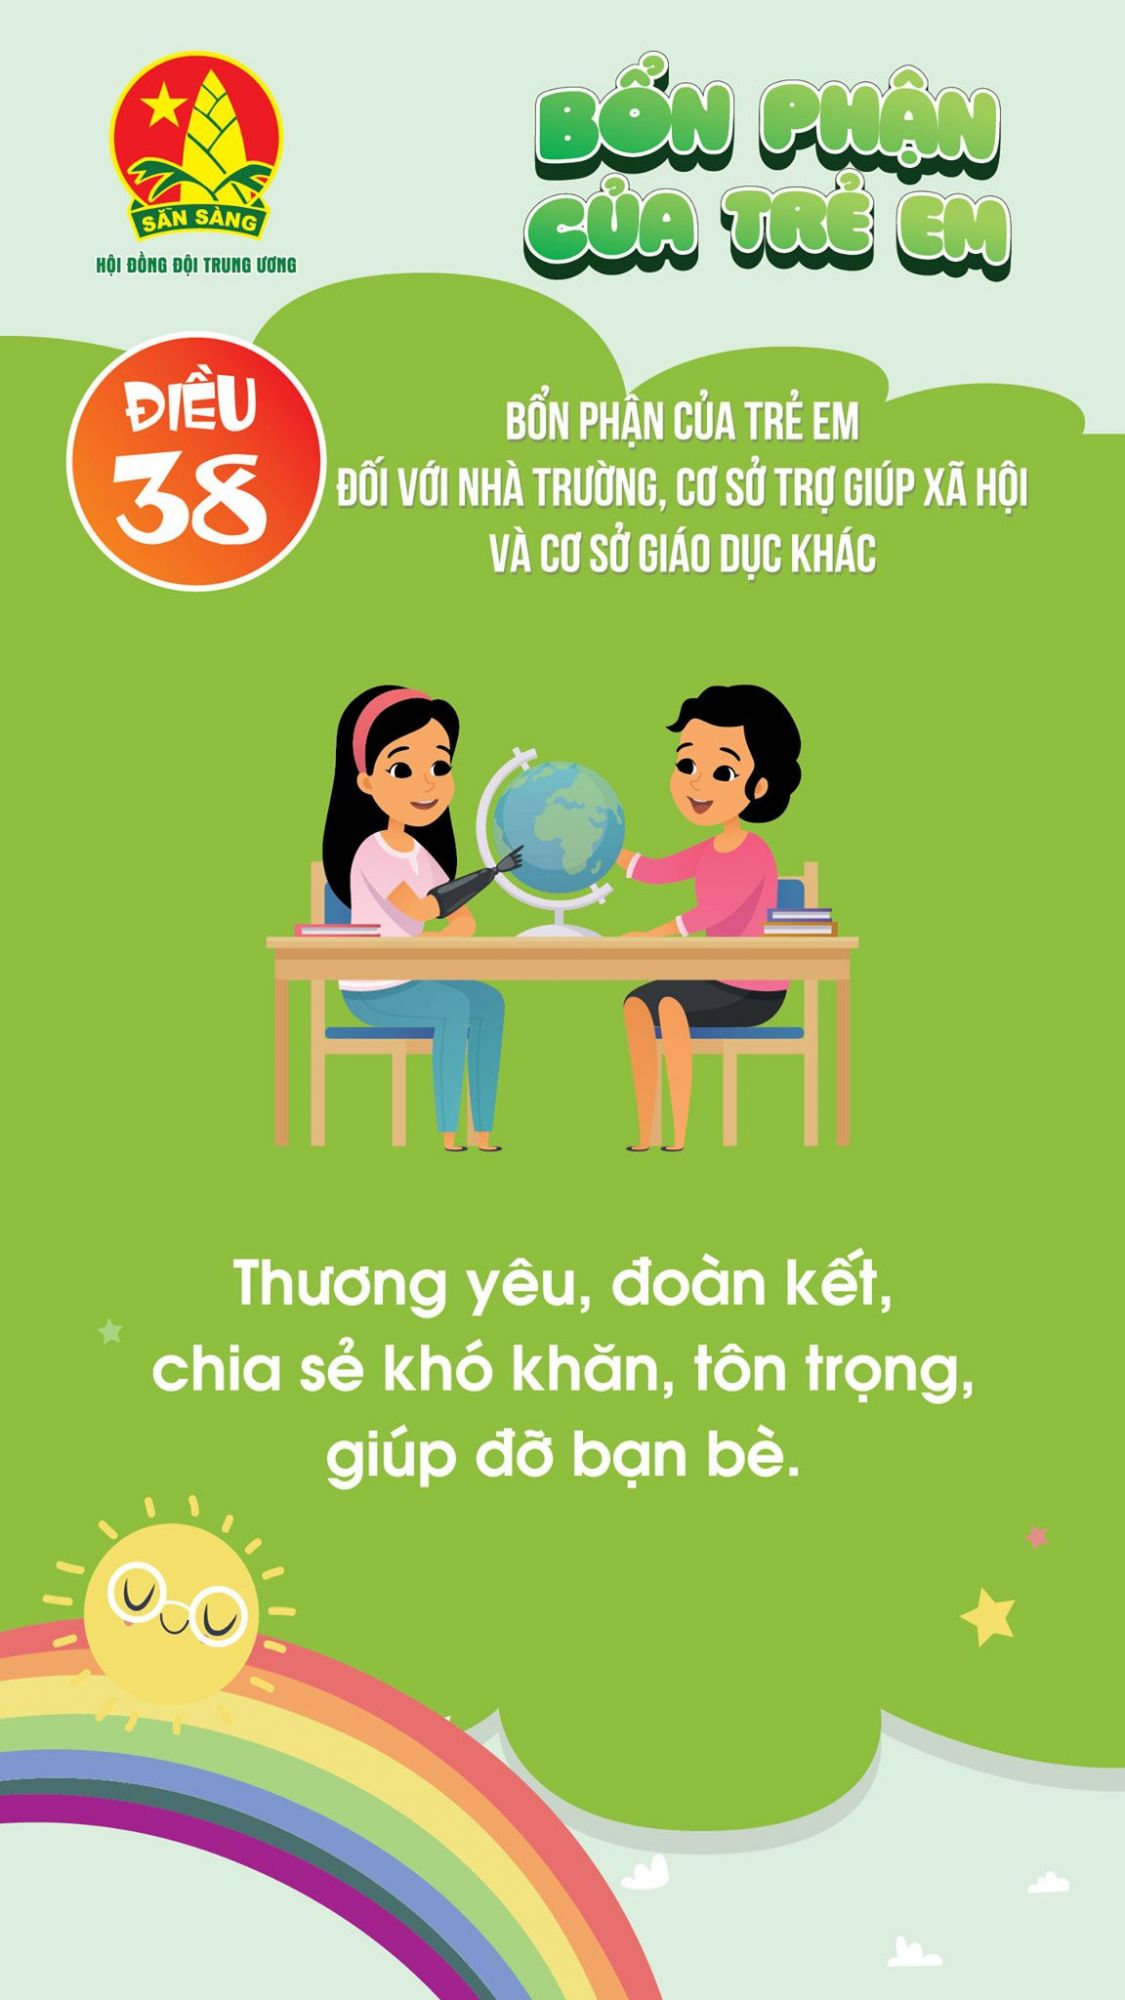 SẴN SÀNG
HỘI ĐỒNG ĐỘI TRUNG ƯƠNG
BỔN PHẬN
CỦA TRẺ EM
ĐIỀU
38
BỔN PHẬN CỦA TRẺ EM
ĐỐI VỚI NHÀ TRƯỜNG, CƠ SỞ TRỢ GIÚP XÃ HỘI
VÀ CƠ SỞ GIÁO DỤC KHÁC
Thương yêu, đoàn kết,
chia sẻ khó khăn, tôn trọng,
giúp đỡ bạn bè.